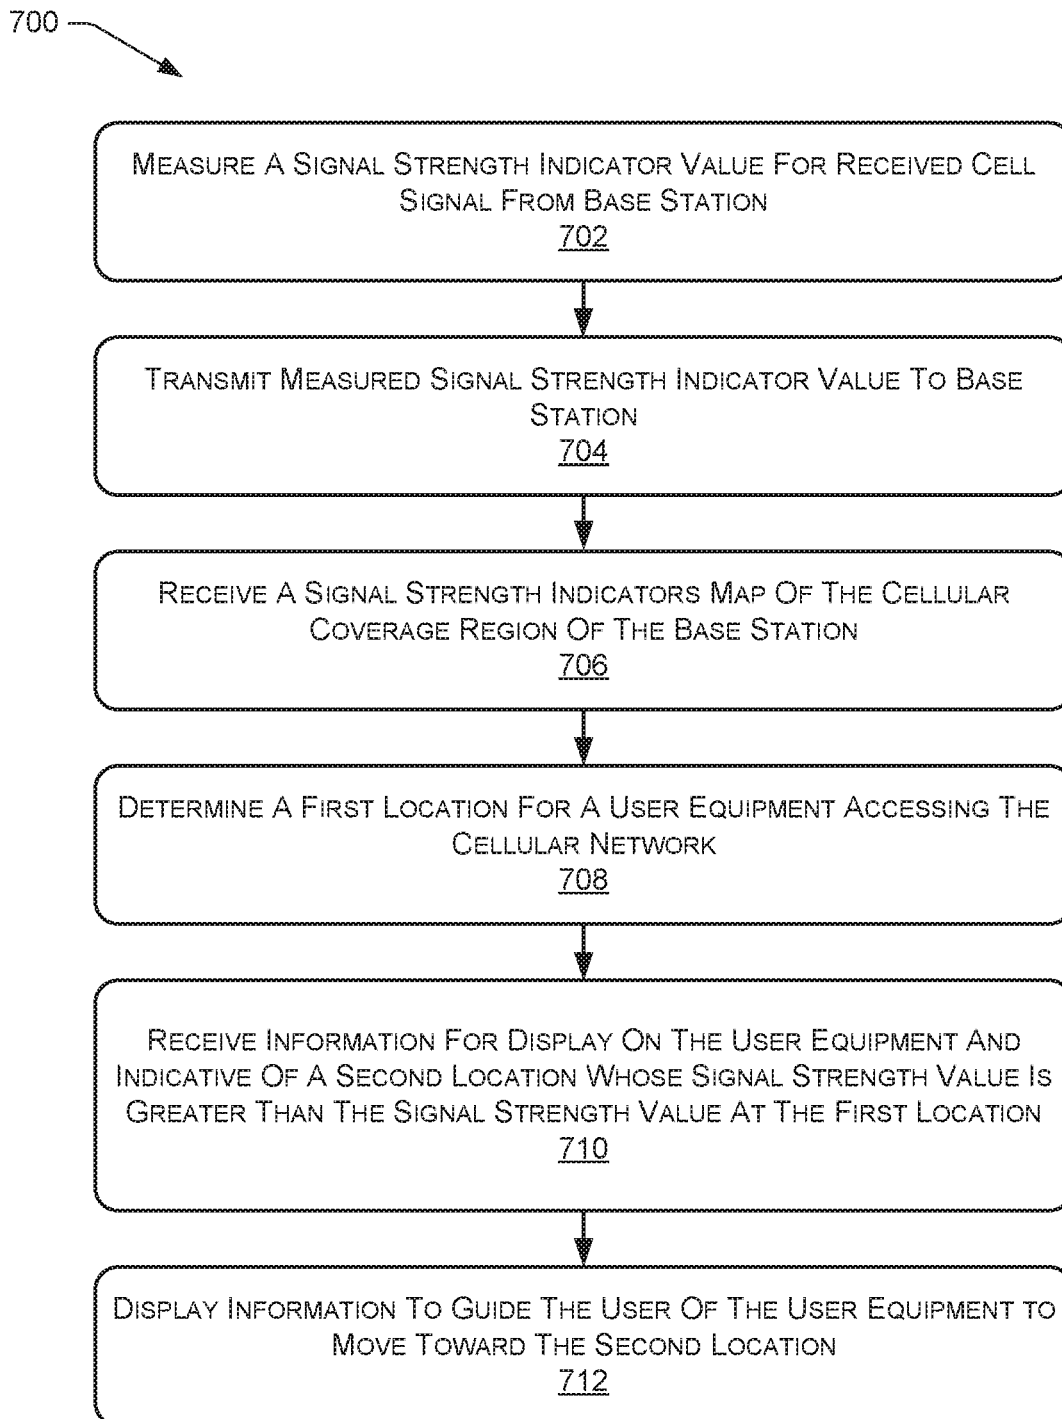 700
MEASURE A SIGNAL STRENGTH INDICATOR VALUE FOR RECEIVED CELL
SIGNAL FROM BASE STATION
702
TRANSMIT MEASURED SIGNAL STRENGTH INDICATOR VALUE TO BASE
STATION
704
RECEIVE A SIGNAL STRENGTH INDICATORS MAP OF THE CELLULAR
COVERAGE REGION OF THE BASE STATION
706
DETERMINE A FIRST LOCATION FOR A USER EQUIPMENT ACCESSING THE
CELLULAR NETWORK
708
RECEIVE INFORMATION FOR DISPLAY ON THE USER EQUIPMENT AND
INDICATIVE OF A SECOND LOCATION WHOSE SIGNAL STRENGTH VALUE IS
GREATER THAN THE SIGNAL STRENGTH VALUE AT THE FIRST LOCATION
710
DISPLAY INFORMATION TO GUIDE THE USER OF THE USER EQUIPMENT TO
MOVE TOWARD THE SECOND LOCATION
712